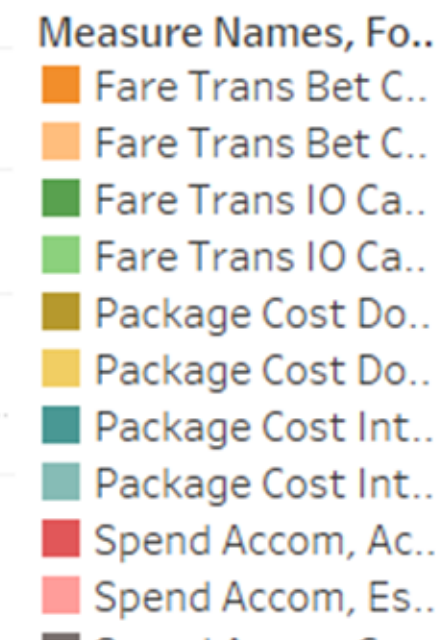 Measure Names, Fo..
Fare Trans Bet C..
Fare Trans Bet C..
Fare Trans IO Ca..
Fare Trans IO Ca..
Package Cost Do..
Package Cost Do..
Package Cost Int..
Package Cost Int..
Spend Accom, Ac..
Spend Accom, Es..